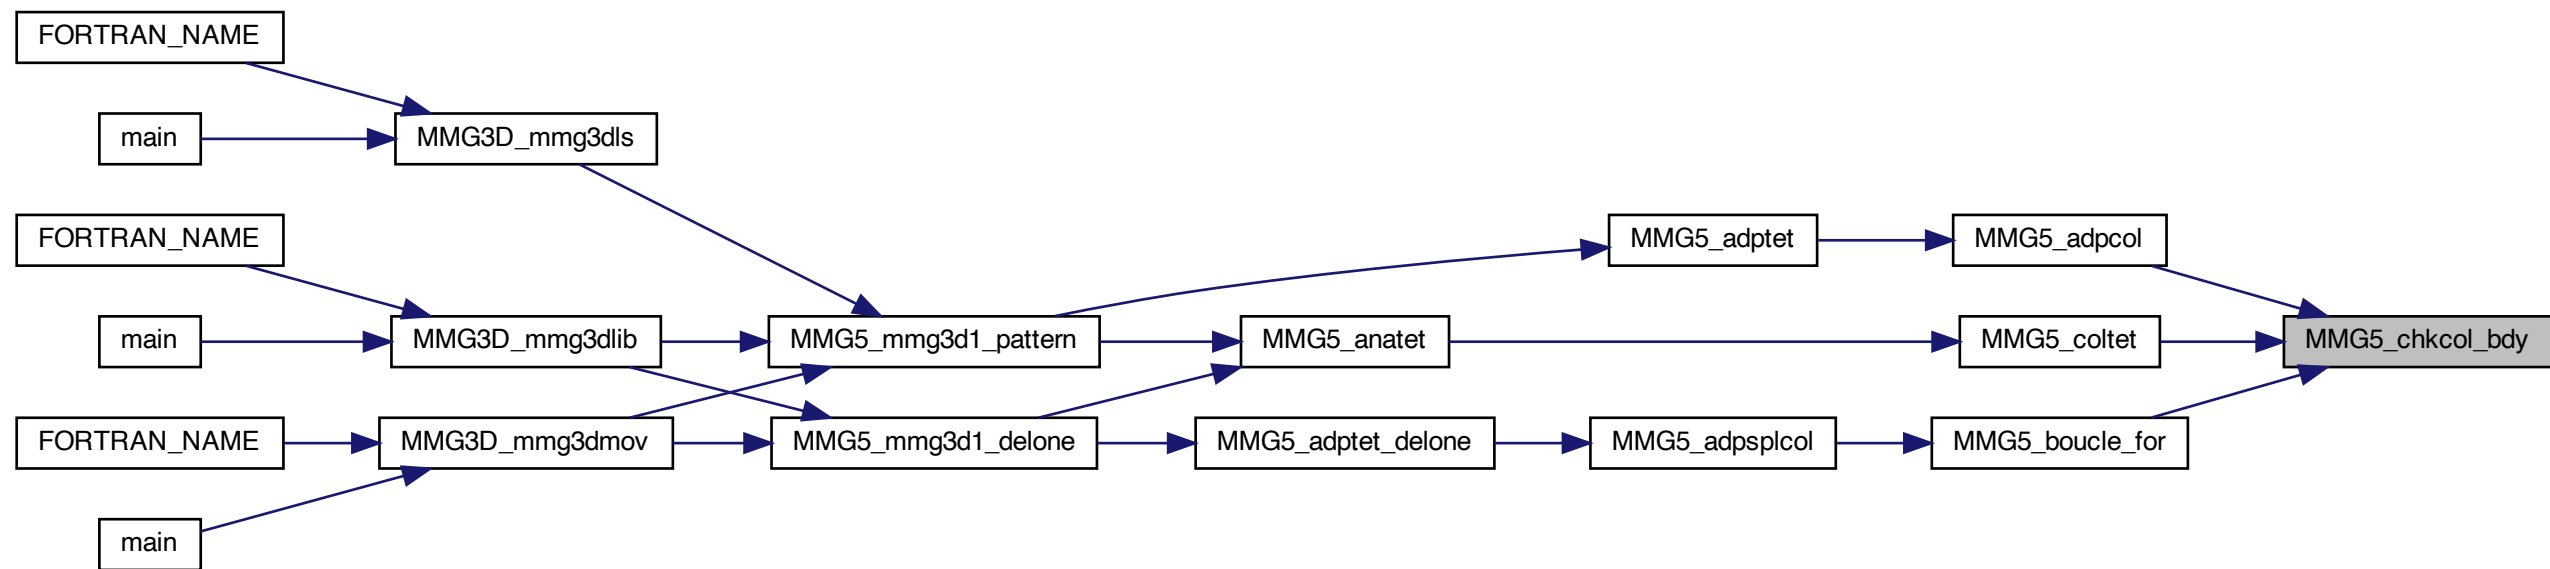 FORTRAN_NAME
main
MMG3D_mmg3dls
FORTRAN_NAME
MMG5_adptet
MMG5_adpcol
main
MMG3D_mmg3dlib
MMG5_mmg3d1_pattern
MMG5_anatet
MMG5_coltet
MMG5_chkcol_bdy
FORTRAN_NAME
MMG3D_mmg3dmov
MMG5_mmg3d1_delone
MMG5_adptet_delone
MMG5_adpsplcol
MMG5_boucle_for
main